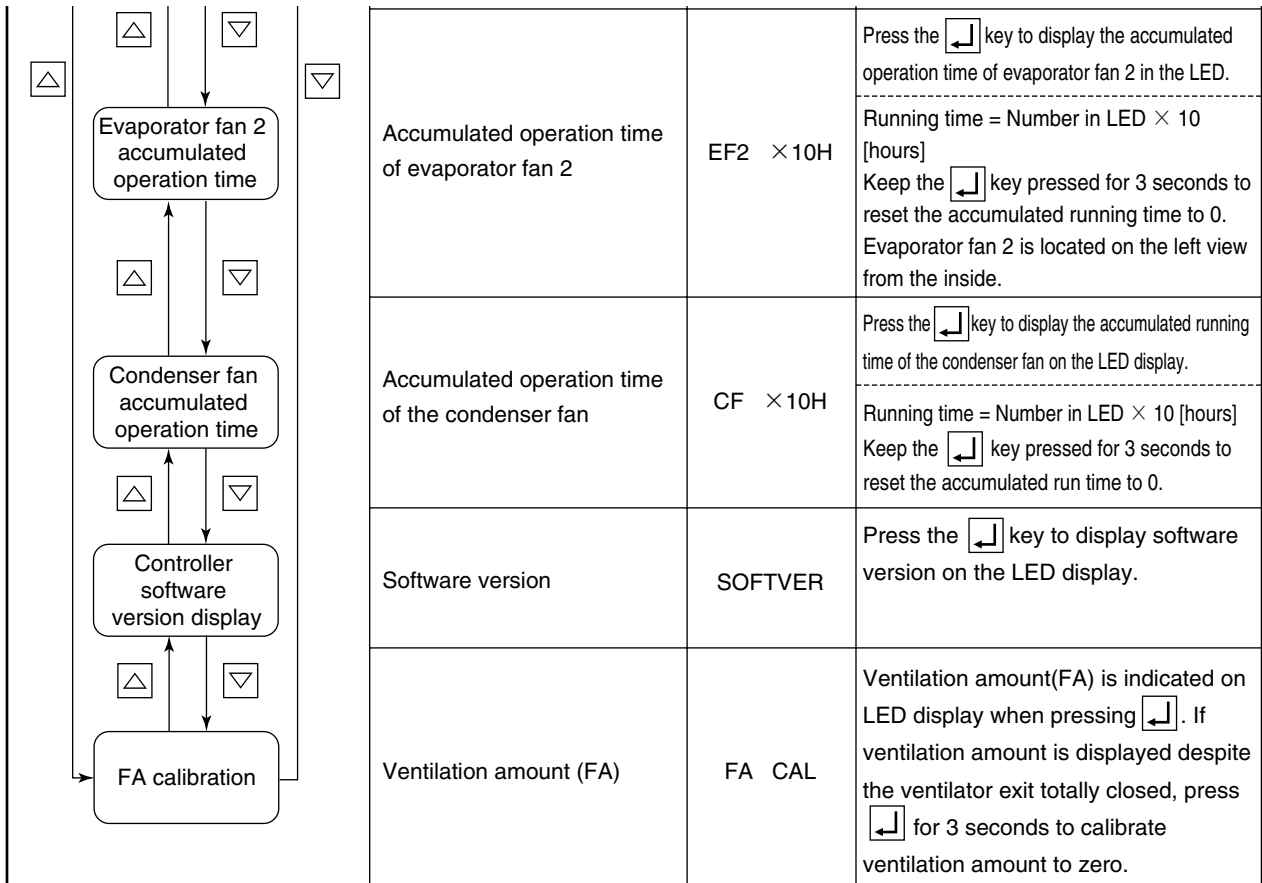 Evaporator fan 2
accumulated
operation time
Accumulated operation time
of evaporator fan 2
EF2 ×10H
Press the key to display the accumulated
operation time of evaporator fan 2 in the LED.
Running time = Number in LED × 10
[hours]
Keep the key pressed for 3 seconds to
reset the accumulated running time to 0.
Evaporator fan 2 is located on the left view
from the inside.
Condenser fan
accumulated
operation time
Accumulated operation time
of the condenser fan
CF ×10H
Press the key to display the accumulated running
time of the condenser fan on the LED display.
Running time = Number in LED × 10 [hours]
Keep the key pressed for 3 seconds to
reset the accumulated run time to 0.
Controller
software
version display
Software version
SOFTVER
Press the key to display software
version on the LED display.
FA calibration
Ventilation amount (FA)
FA CAL
Ventilation amount(FA) is indicated on
LED display when pressing . If
ventilation amount is displayed despite
the ventilator exit totally closed, press
for 3 seconds to calibrate
ventilation amount to zero.